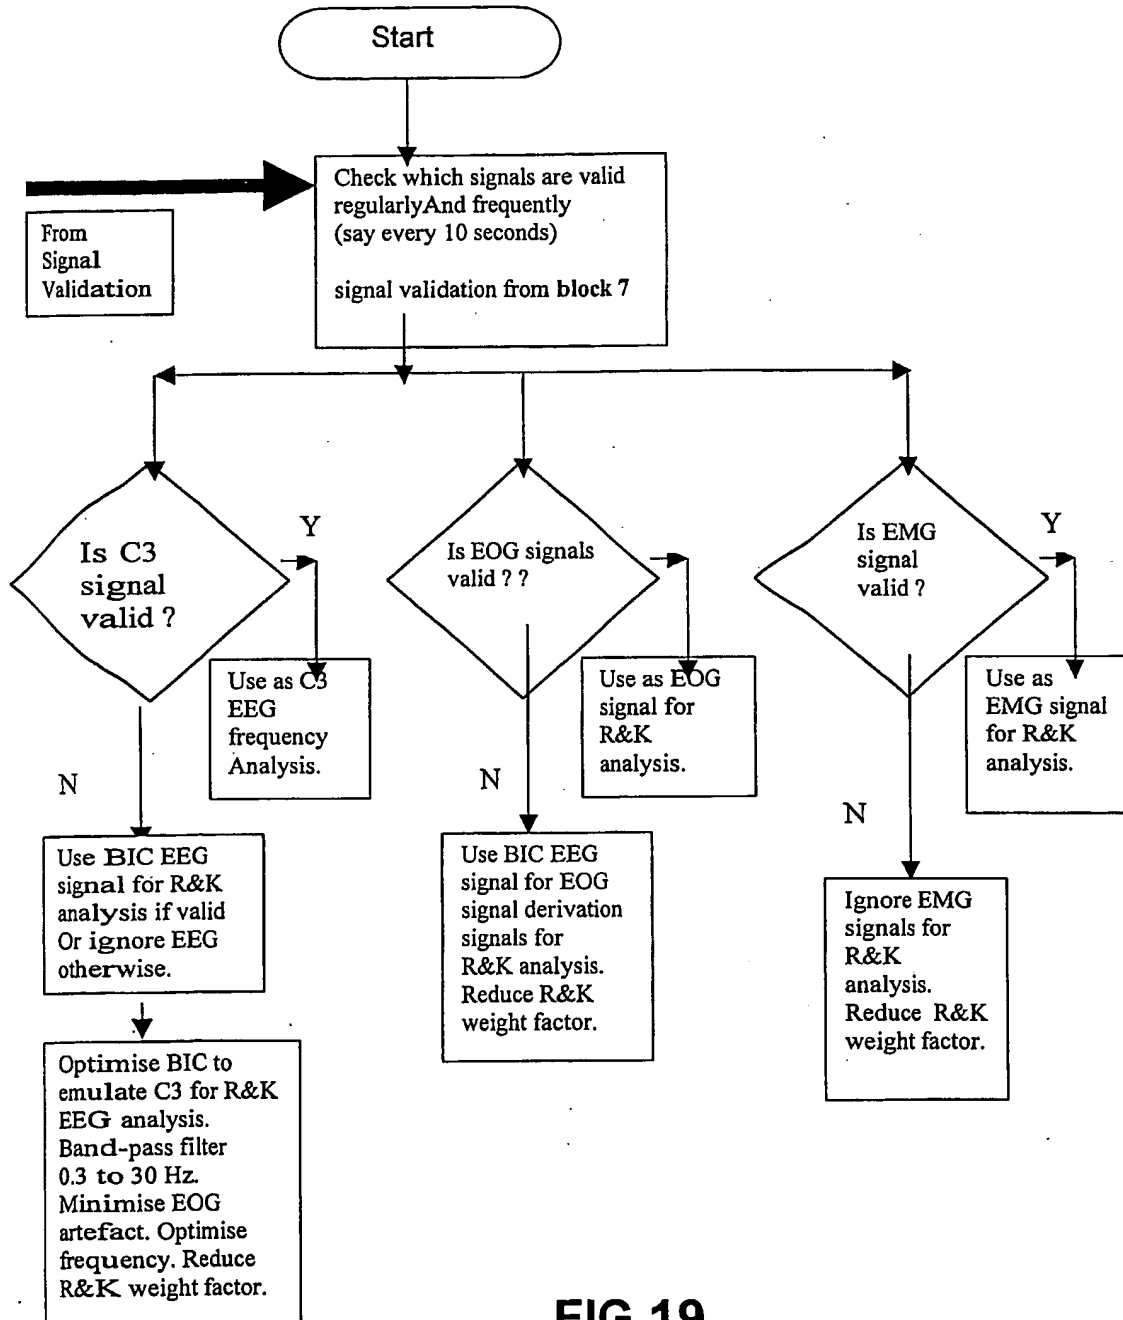 Start
Check which signals are valid
regularlyAnd frequently
(say every 10 seconds)
signal validation from block 7
From
Signal
Validation
Is C3
signal
valid ?
Y
Use as C3
EEG
frequency
Analysis.
N
Use BIC EEG
signal for R&K
analysis if valid
Or ignore EEG
otherwise.
Optimise BIC to
emulate C3 for R&K
EEG analysis.
Band-pass filter
0.3 to 30 Hz.
Minimise EOG
artefact. Optimise
frequency. Reduce
R&K weight factor.
Is EOG signals
valid ? ?
Use as EOG
signal for
R&K
analysis.
N
Use BIC EEG
signal for EOG
signal derivation
signals for
R&K analysis.
Reduce R&K
weight factor.
Is EMG
signal
valid ?
Y
Use as
EMG signal
for R&K
analysis.
N
Ignore EMG
signals for
R&K
analysis.
Reduce R&K
weight factor.
FIG 19